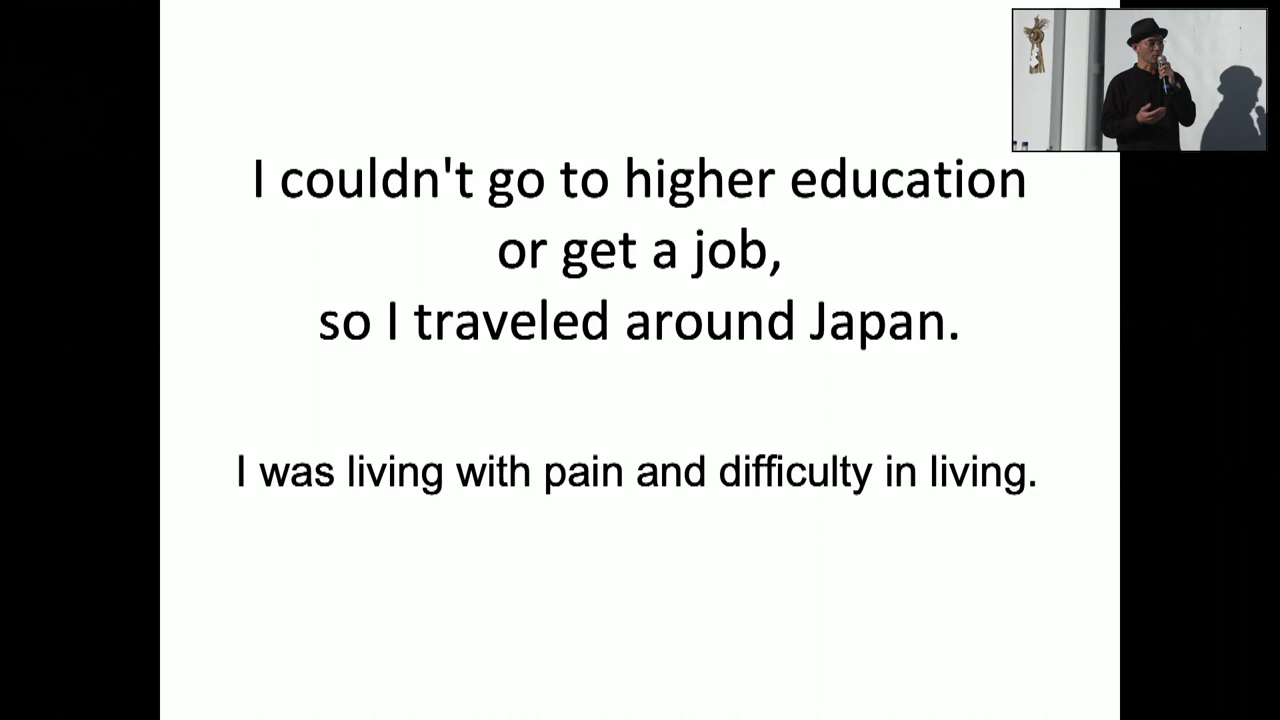 I couldn't go to higher education
or get a job,
so I traveled around Japan.
I was living with pain and difficulty in living.